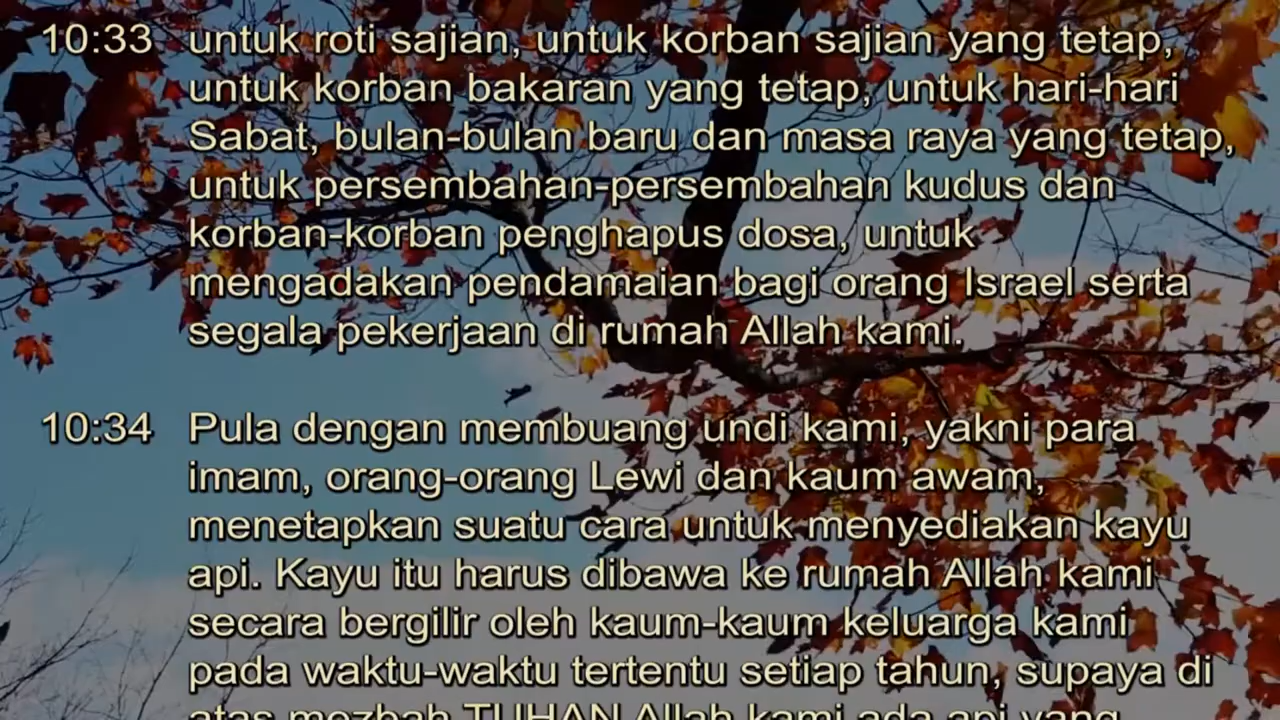 10:33 untuk roti sajian, untuk korban sajian yang tetap,
untuk korban bakaran yang tetap, untuk hari-hari
Sabat, bulan-bulan baru dan masa raya yang tetap,
untuk persembahan-persembahan kudus dan
korban-korban penghapus dosa, untuk
mengadakan pendamaian bagi orang Israel serta
segala pekerjaan di rumah Allah kami.
10:34 Pula dengan membuang undi kami, yakni para
imam, orang-orang Lewi dan kaum awam,
menetapkan suatu cara untuk menyediakan kayu
api. Kayu itu harus dibawa ke rumah Allah kami
secara bergilir oleh kaum-kaum keluarga kami
pada waktu-waktu tertentu setiap tahun, supaya di
atas mezbah TUHAN Allah kami ada api yang